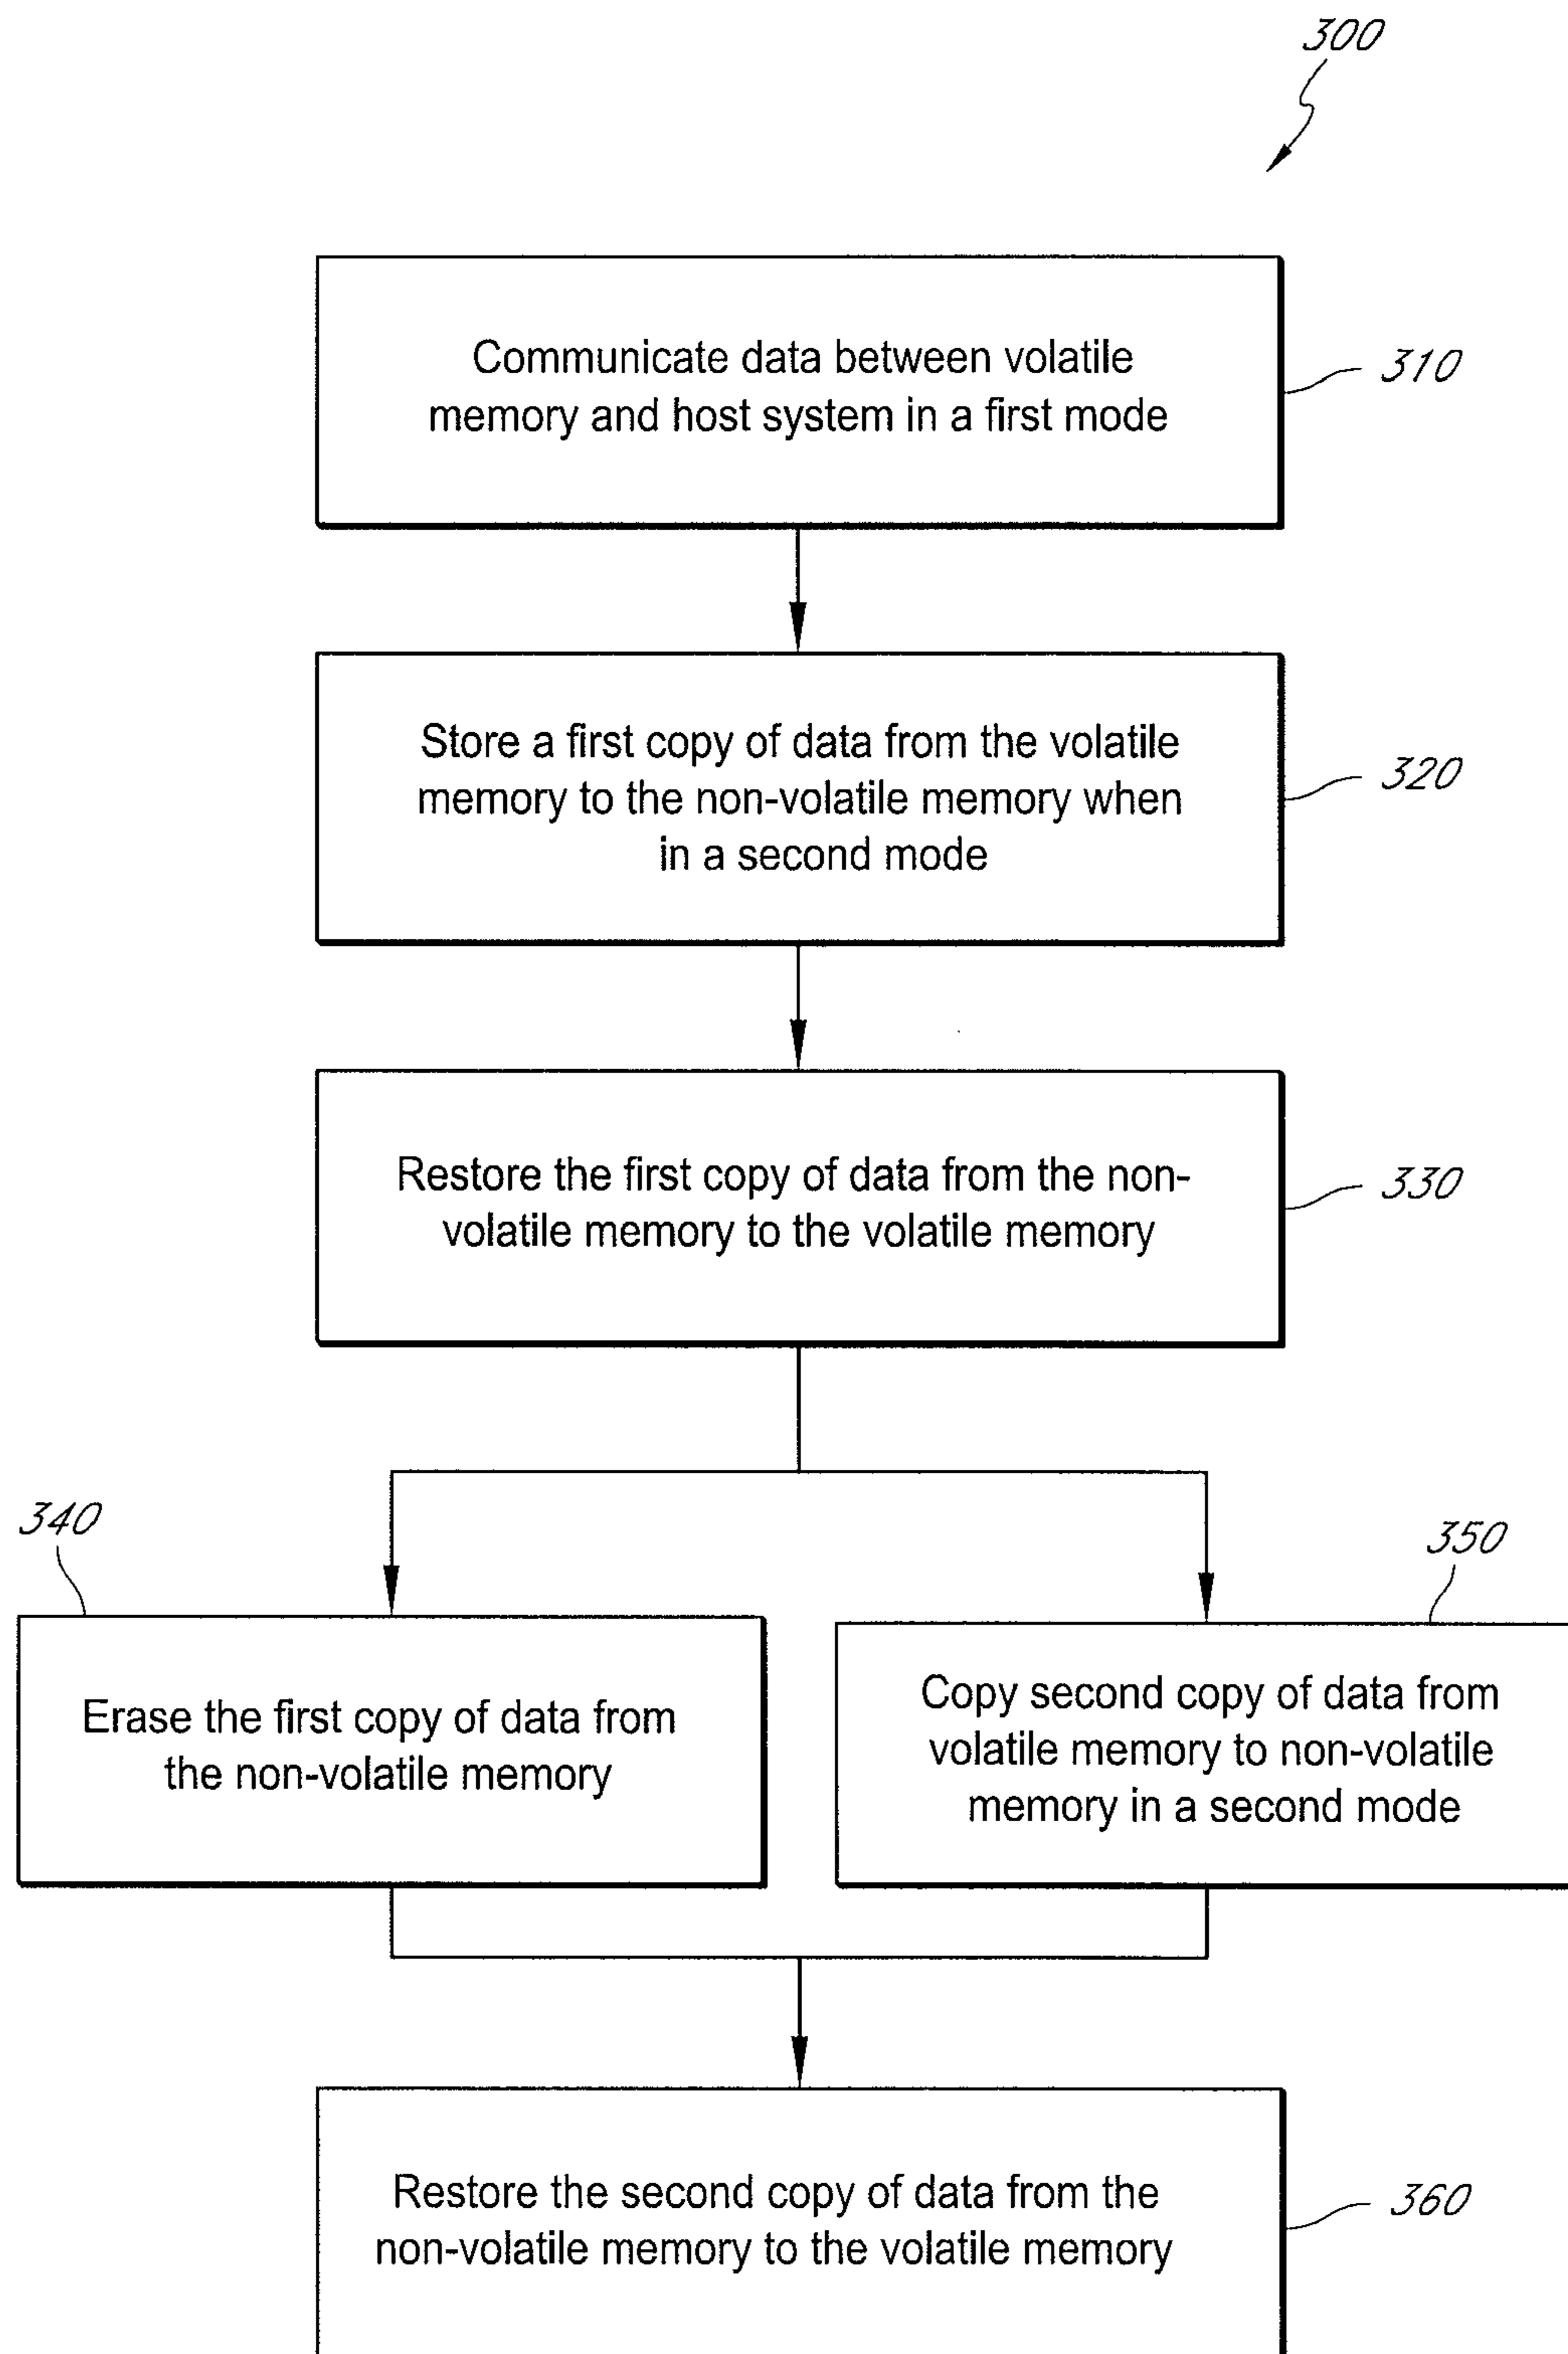 300
Communicate data between volatile
memory and host system in a first mode
310
Store a first copy of data from the volatile
memory to the non-volatile memory when
in a second mode
320
Restore the first copy of data from the non-
volatile memory to the volatile memory
330
340
Erase the first copy of data from
the non-volatile memory
350
Copy second copy of data from
volatile memory to non-volatile
memory in a second mode
Restore the second copy of data from the
non-volatile memory to the volatile memory
360